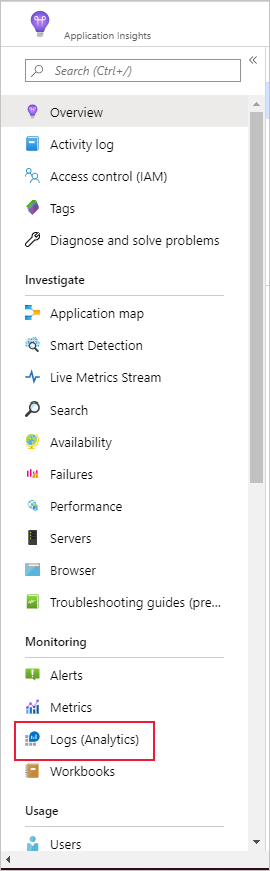 Application Insights
Search (Ctrl+/)
Overview
Activity log
Access control (IAM)
Tags
Diagnose and solve problems
Investigate
Application map
Smart Detection
Live Metrics Stream
Search
Availability
Failures
Performance
Servers
Browser
Troubleshooting guides (pre...
Monitoring
Alerts
Metrics
Logs (Analytics)
Workbooks
Usage
Users